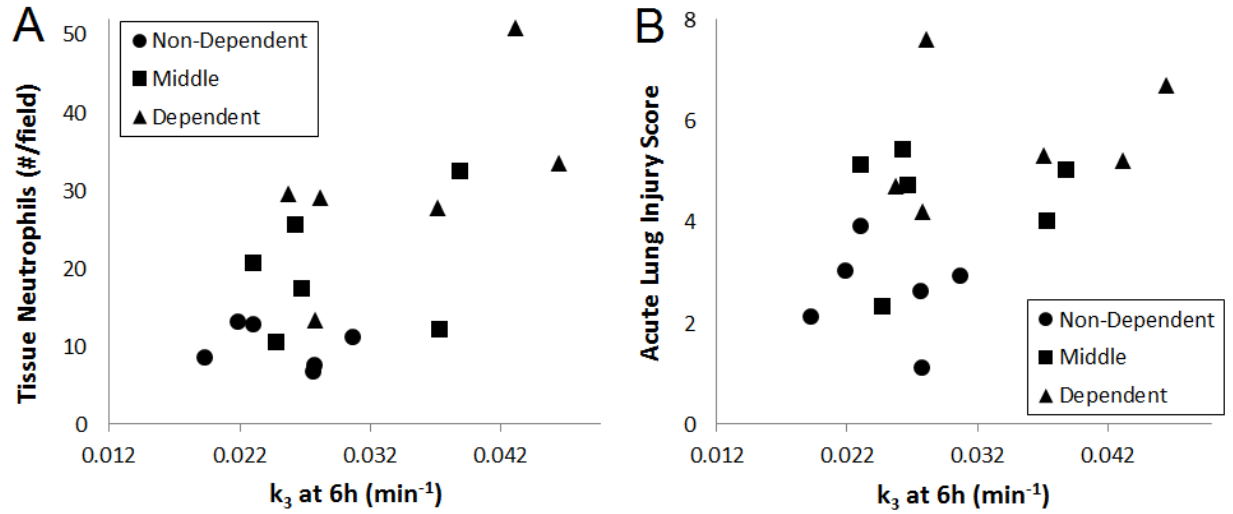 A
Tissue Neutrophils (#/field)
50
40
30
20
10
0
Non-Dependent
Middle
Dependent
0.012 0.022 0.032 0.042
k₃ at 6h (min⁻¹)
B
Acute Lung Injury Score
8
6
4
2
0
Non-Dependent
Middle
Dependent
0.012 0.022 0.032 0.042
k₃ at 6h (min⁻¹)